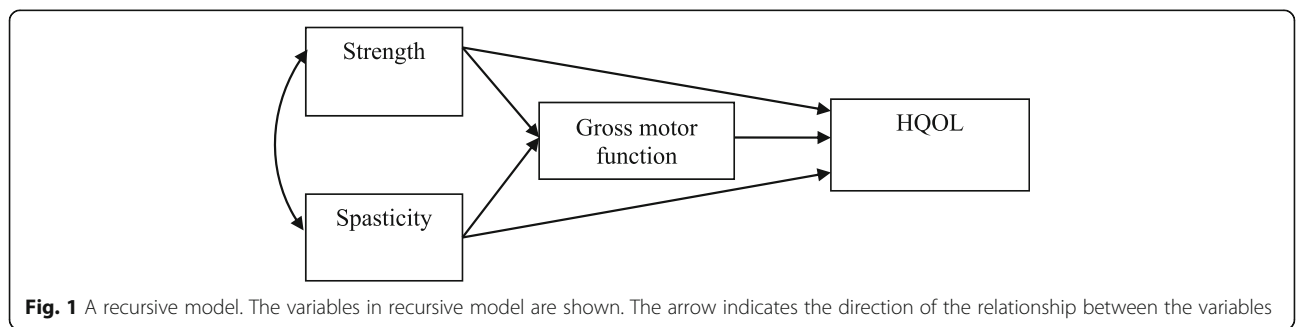 Strength
Gross motor
function
HQOL
Spasticity
Fig. 1 A recursive model. The variables in recursive model are shown. The arrow indicates the direction of the relationship between the variables